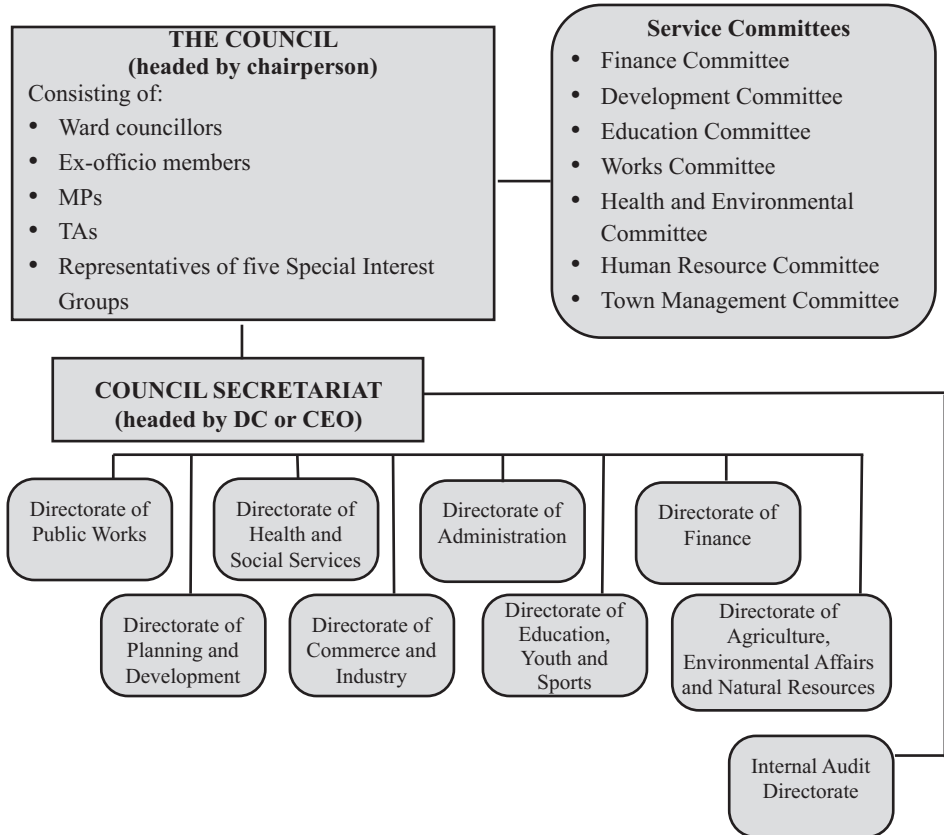 THE COUNCIL
(headed by chairperson)
Consisting of:
• Ward councillors
• Ex-officio members
• MPs
• TAs
• Representatives of five Special Interest
Groups
Service Committees
• Finance Committee
• Development Committee
• Education Committee
• Works Committee
• Health and Environmental
Committee
• Human Resource Committee
• Town Management Committee
COUNCIL SECRETARIAT
(headed by DC or CEO)
Directorate of
Public Works
Directorate of
Health and
Social Services
Directorate of
Administration
Directorate of
Finance
Directorate of
Planning and
Development
Directorate of
Commerce and
Industry
Directorate of
Education,
Youth and
Sports
Directorate of
Agriculture,
Environmental Affairs
and Natural Resources
Internal Audit
Directorate